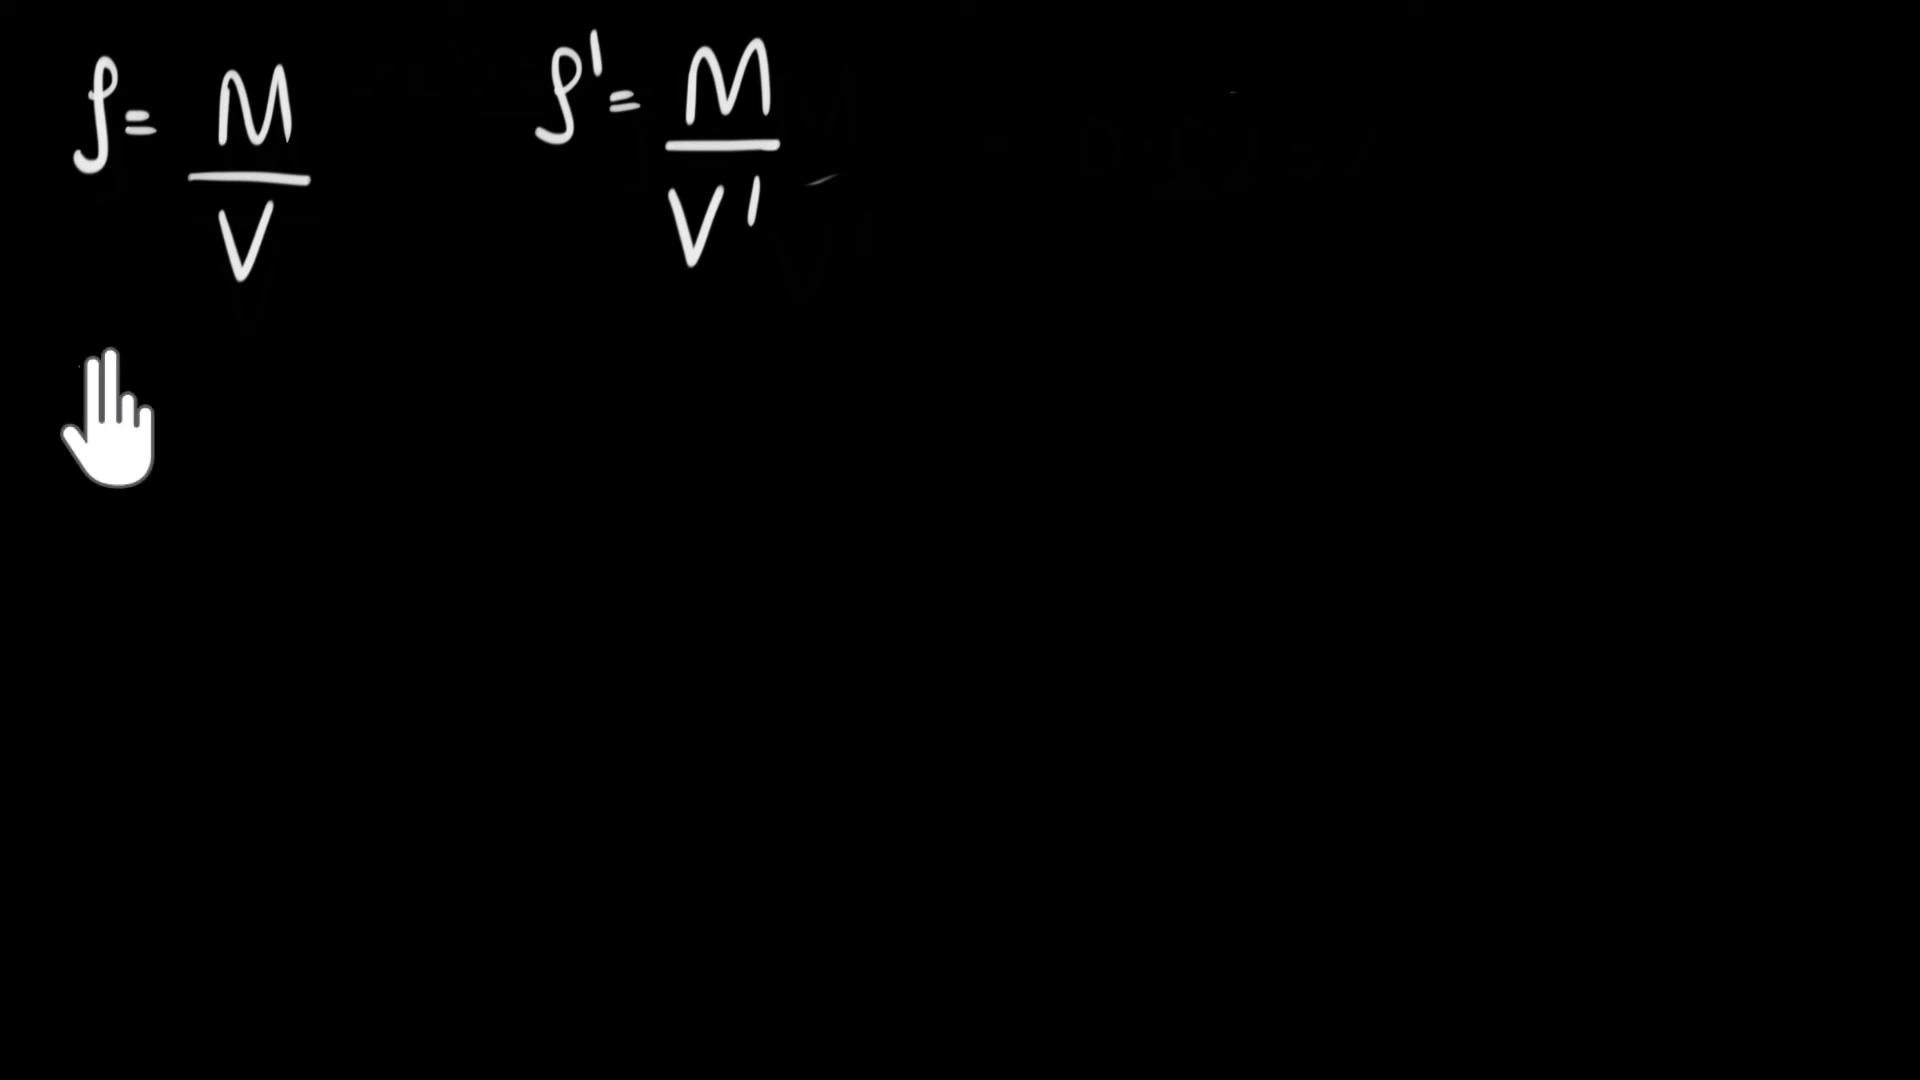 ρ = M / V
ρ' = M / V'